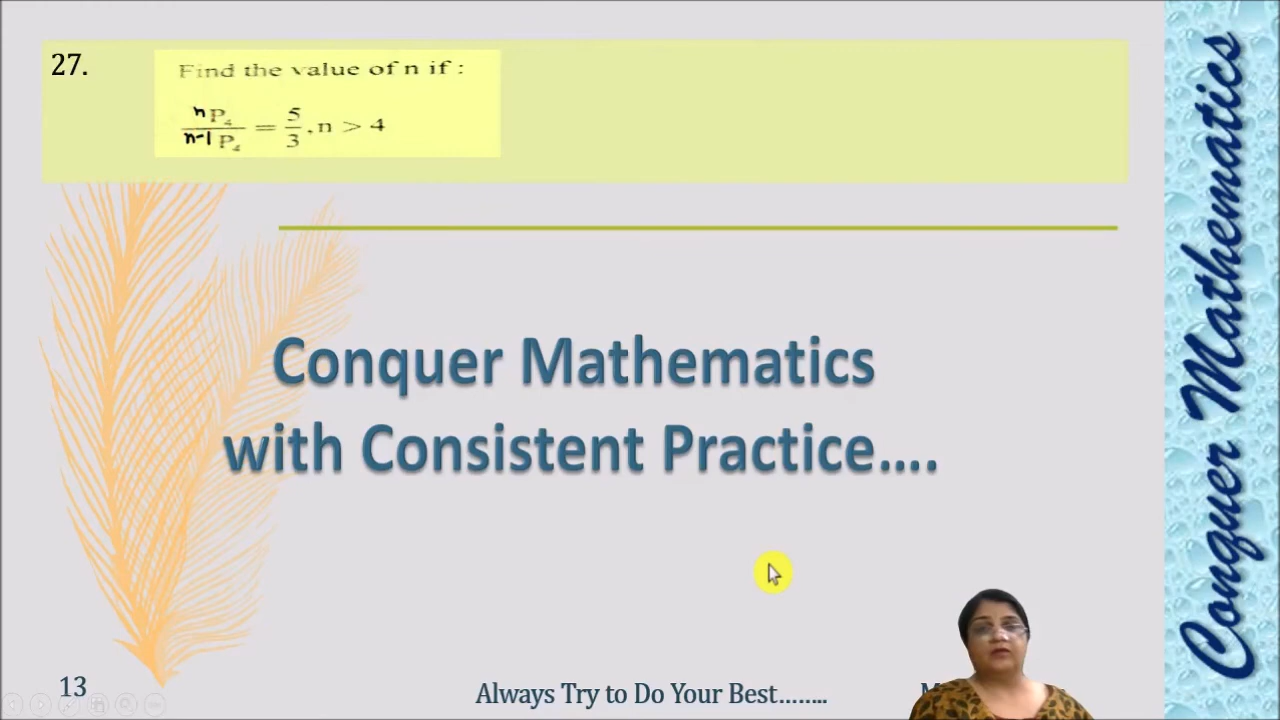 27.
Find the value of n if :
nP₄/n-1P₄ = 5/3, n > 4
Conquer Mathematics
with Consistent Practice....
13
Always Try to Do Your Best........
Conquer Mathematics